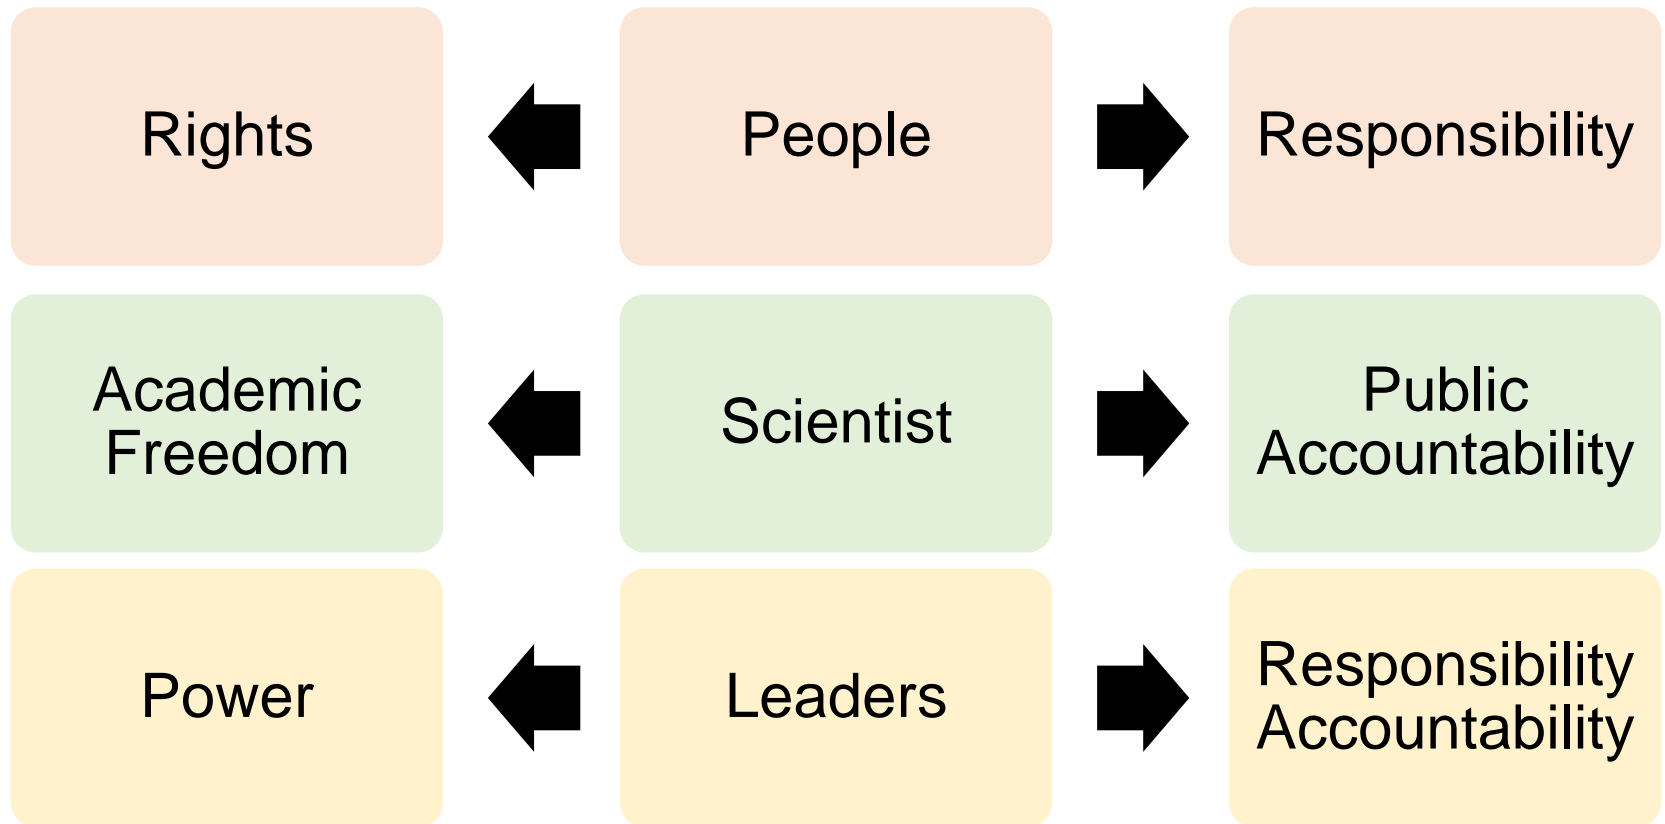 Rights
People
Responsibility
Academic
Freedom
Scientist
Public
Accountability
Power
Leaders
Responsibility
Accountability